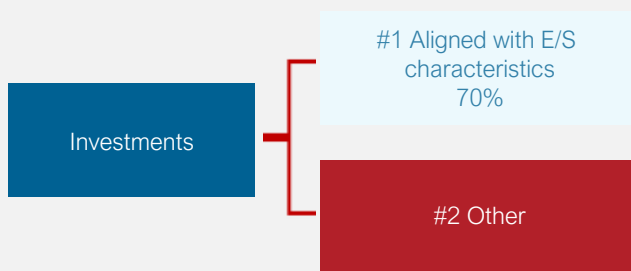 #1 Aligned with E/S
characteristics
70%
Investments
#2 Other